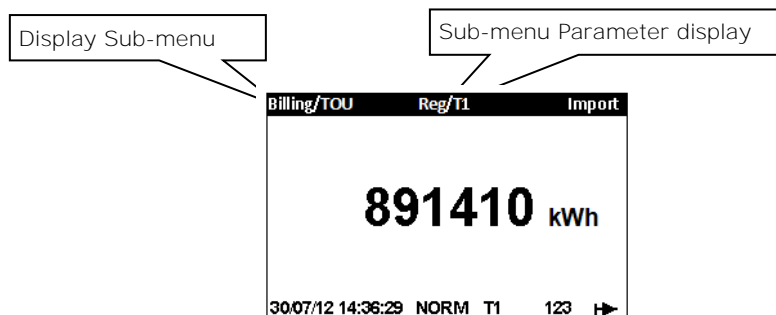 Display Sub-menu
Sub-menu Parameter display
Billing/TOU Reg/T1 Import
891410 kWh
30/07/12 14:36:29 NORM T1 123